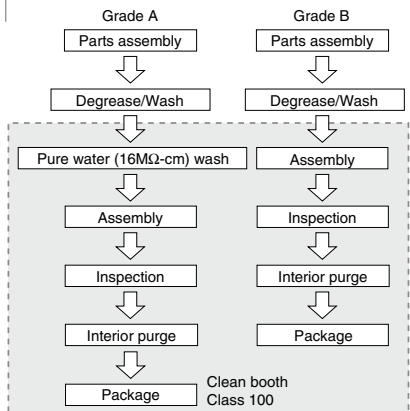 Grade A
Parts assembly
Degrease/Wash
Pure water (16MΩ-cm) wash
Assembly
Inspection
Interior purge
Package
Clean booth
Class 100
Grade B
Parts assembly
Degrease/Wash
Assembly
Inspection
Interior purge
Package